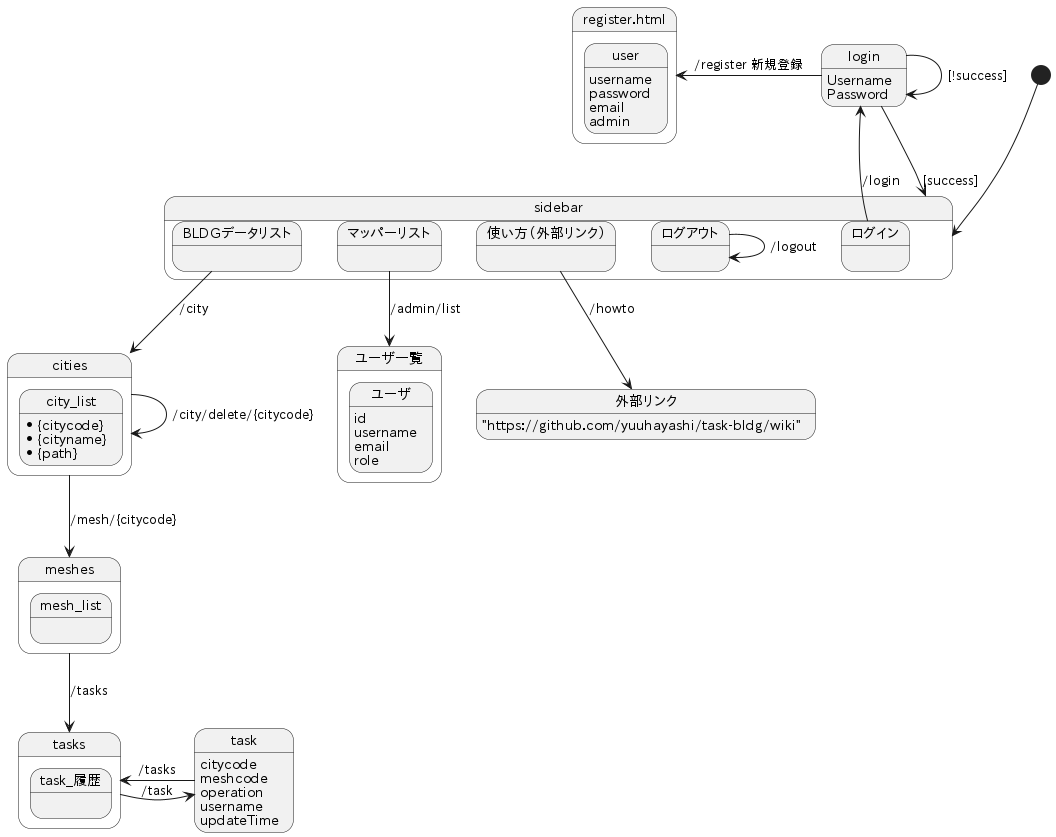 register.html
user
username
password
email
admin
/register 新規登録
login
Username
Password
[!success]
/login
[success]
sidebar
BLDGデータリスト
マッパーリスト
使い方（外部リンク）
ログアウト
/logout
ログイン
/city
/admin/list
/howto
cities
city_list
• {citycode}
• {cityname}
• {path}
/city/delete/{citycode}
ユーザ一覧
ユーザ
id
username
email
role
外部リンク
"https://github.com/yuuhayashi/task-bldg/wiki"
/mesh/{citycode}
meshes
mesh_list
/tasks
tasks
task_履歴
/tasks
/task
task
citycode
meshcode
operation
username
updateTime